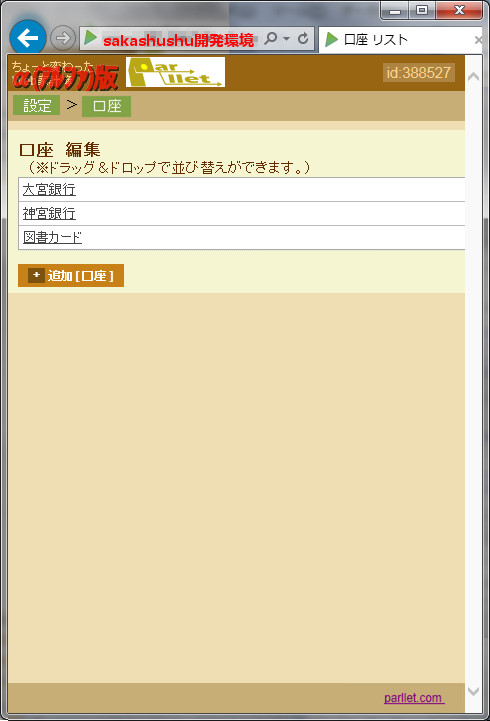 sakashushu開発環境
口座 リスト
ちょっと変わった
α(アルファ)版
Parllet
id:388527
設定 > 口座
口座 編集
(※ドラッグ&ドロップで並び替えができます。)
大宮銀行
神宮銀行
図書カード
+ 追加[口座]
parllet.com